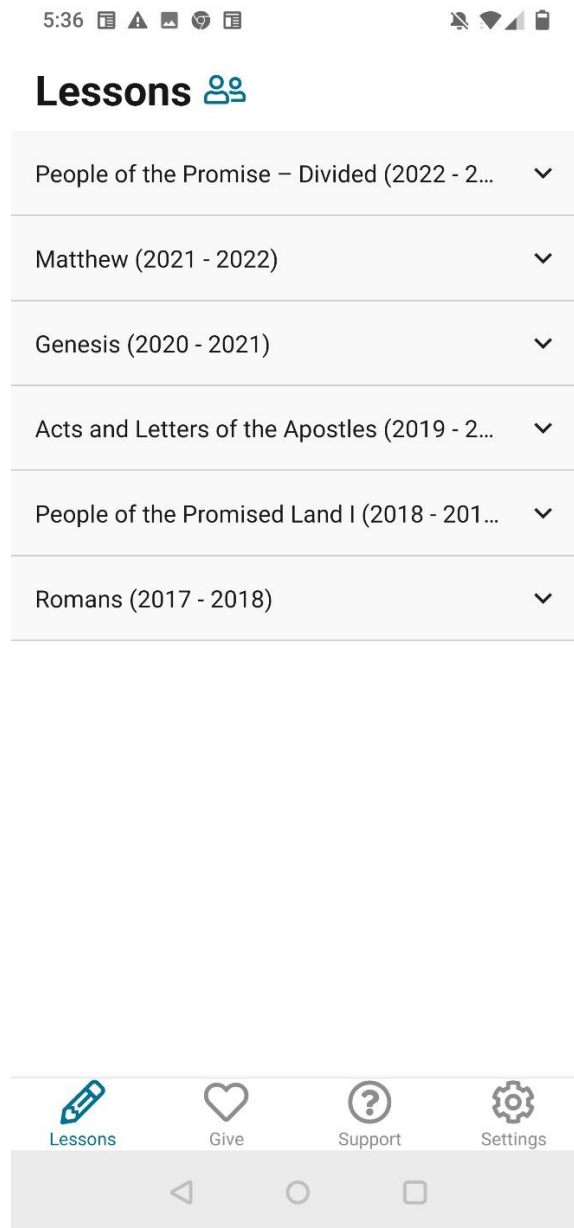 5:36
Lessons
People of the Promise – Divided (2022 - 2...
Matthew (2021 - 2022)
Genesis (2020 - 2021)
Acts and Letters of the Apostles (2019 - 2...
People of the Promised Land I (2018 - 201...
Romans (2017 - 2018)
Lessons Give Support Settings